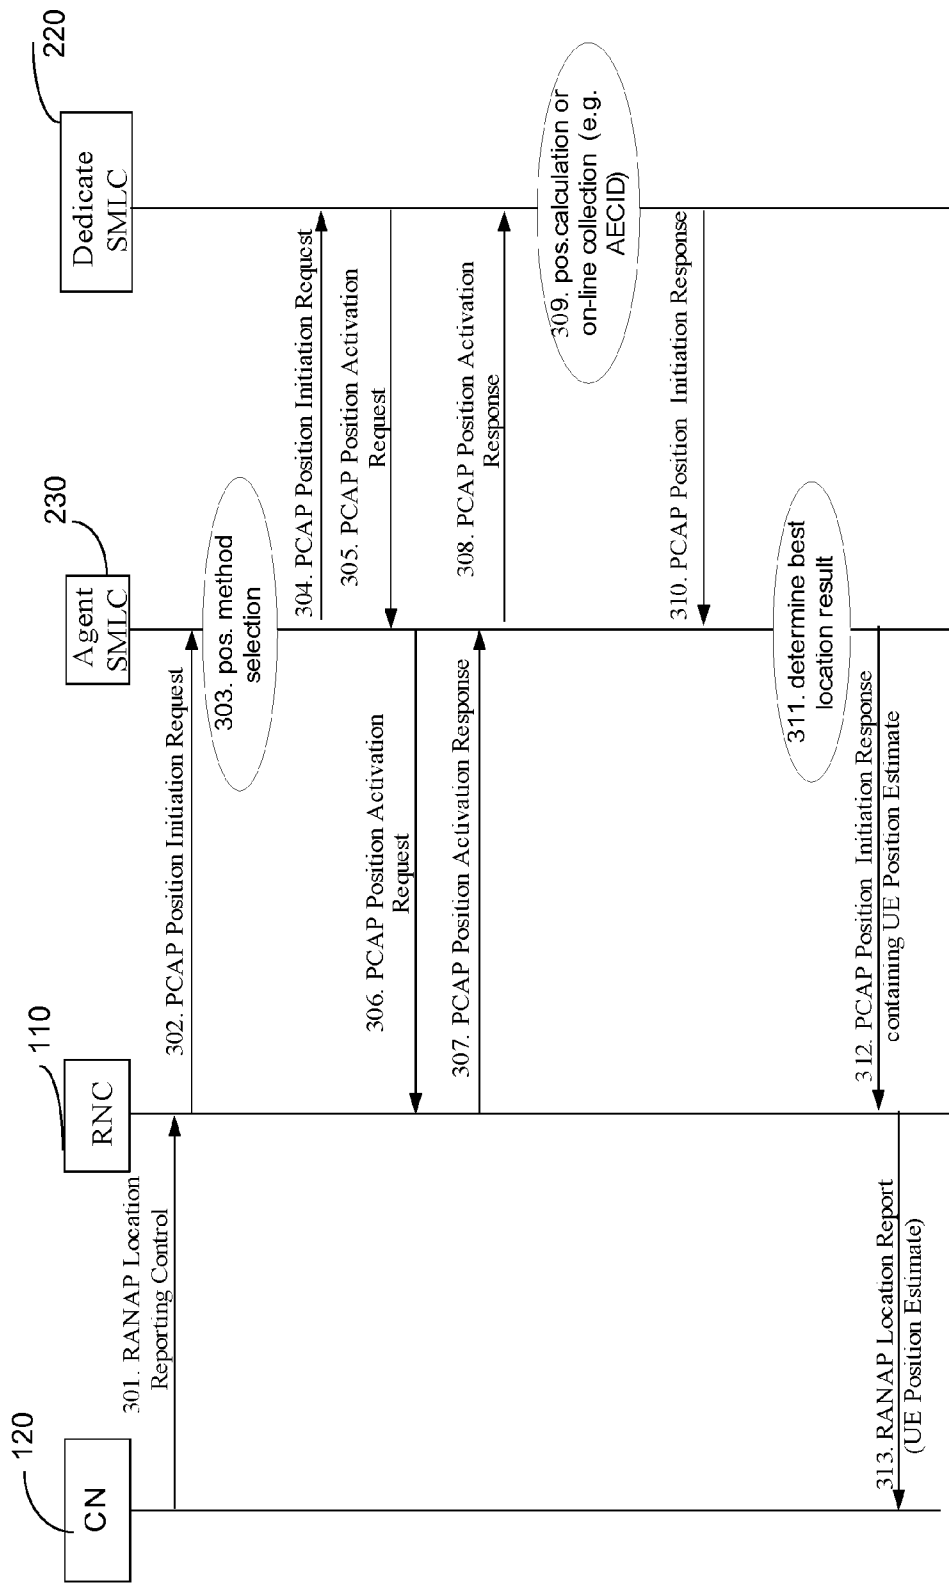 120
CN
110
RNC
230
Agent
SMLC
220
Dedicate
SMLC
301. RANAP Location
Reporting Control
302. PCAP Position Initiation Request
303. pos. method
selection
304. PCAP Position Initiation Request
305. PCAP Position Activation
Request
306. PCAP Position Activation
Request
307. PCAP Position Activation Response
308. PCAP Position Activation
Response
309. pos.calculation or
on-line collection (e.g.
AECID)
310. PCAP Position Initiation Response
311. determine best
location result
312. PCAP Position Initiation Response
containing UE Position Estimate
313. RANAP Location Report
(UE Position Estimate)